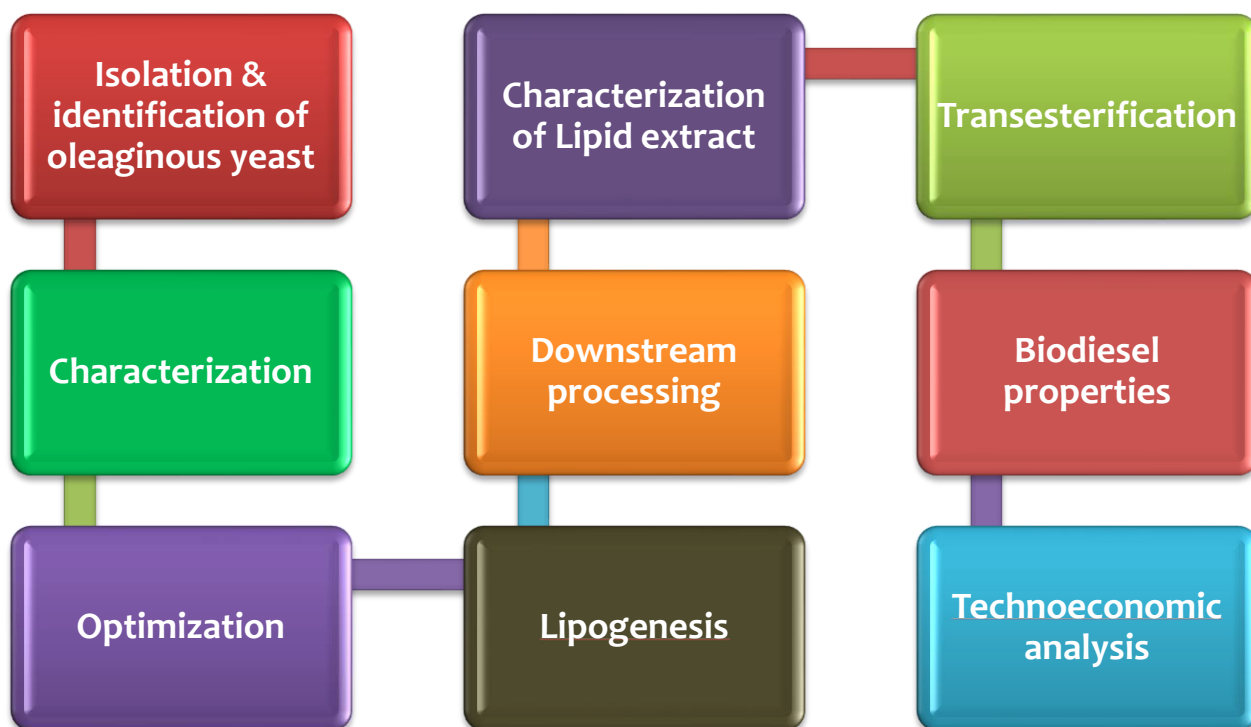 Isolation &
identification of
oleaginous yeast
Characterization
Optimization
Lipogenesis
Downstream
processing
Characterization
of Lipid extract
Transesterification
Biodiesel
properties
Technoeconomic
analysis